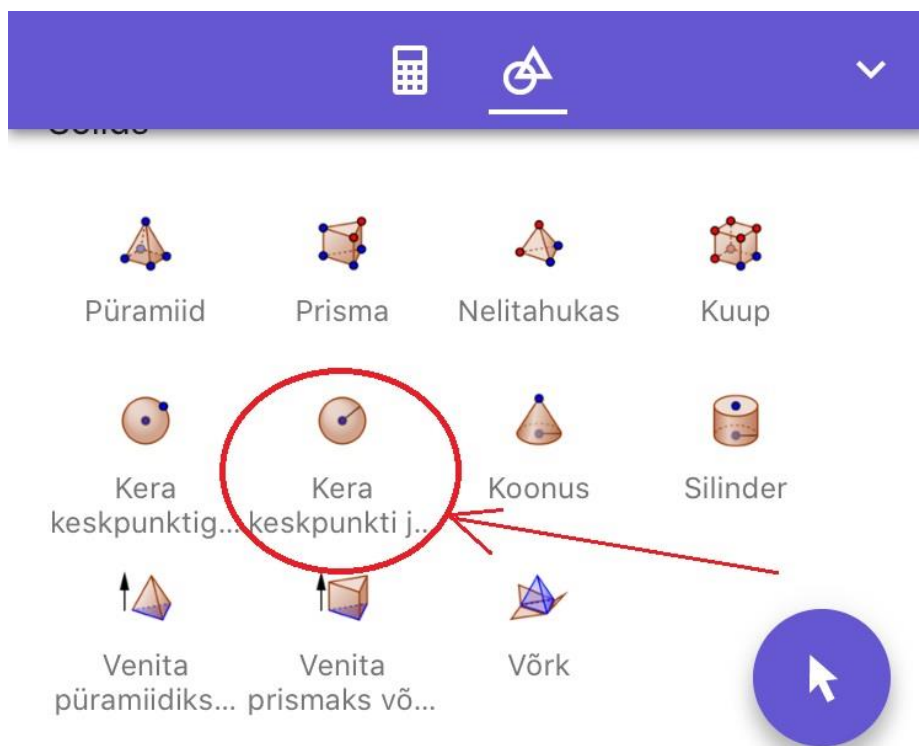 Püramiid Prisma Nelitahukas Kuup
Kera Kera Koonus Silinder
keskpunktig... keskpunkti j...
Venita Venita Võrk
püramiidiks... prismaks võ...